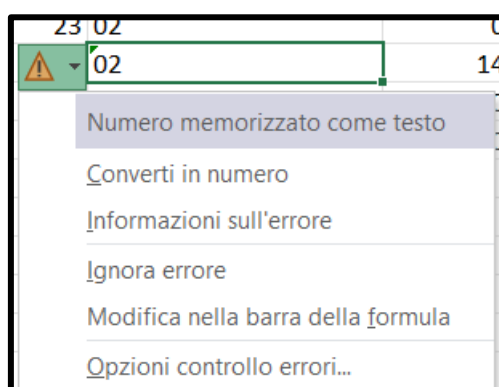 23 02 0
02 14
Numero memorizzato come testo
Converti in numero
Informazioni sull'errore
Ignora errore
Modifica nella barra della formula
Opzioni controllo errori...